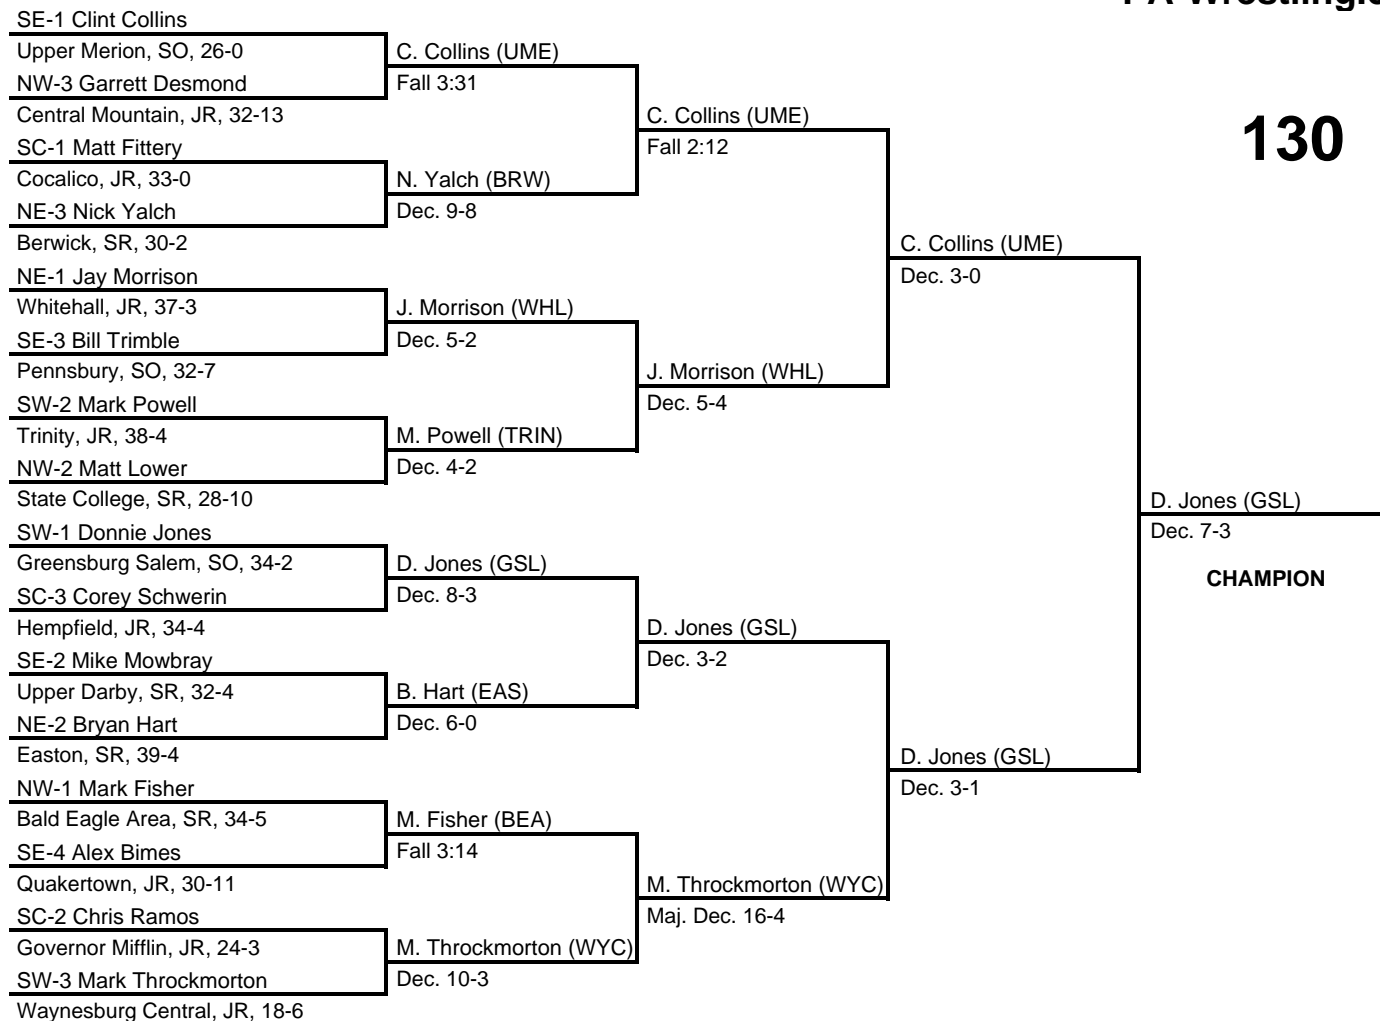 PA Wrestling
SE-1 Clint Collins
Upper Merion, SO, 26-0
NW-3 Garrett Desmond
Central Mountain, JR, 32-13
SC-1 Matt Fittery
Cocalico, JR, 33-0
NE-3 Nick Yalch
Berwick, SR, 30-2
NE-1 Jay Morrison
Whitehall, JR, 37-3
SE-3 Bill Trimble
Pennsbury, SO, 32-7
SW-2 Mark Powell
Trinity, JR, 38-4
NW-2 Matt Lower
State College, SR, 28-10
SW-1 Donnie Jones
Greensburg Salem, SO, 34-2
SC-3 Corey Schwerin
Hempfield, JR, 34-4
SE-2 Mike Mowbray
Upper Darby, SR, 32-4
NE-2 Bryan Hart
Easton, SR, 39-4
NW-1 Mark Fisher
Bald Eagle Area, SR, 34-5
SE-4 Alex Bimes
Quakertown, JR, 30-11
SC-2 Chris Ramos
Governor Mifflin, JR, 24-3
SW-3 Mark Throckmorton
Waynesburg Central, JR, 18-6
C. Collins (UME)
Fall 3:31
N. Yalch (BRW)
Dec. 9-8
J. Morrison (WHL)
Dec. 5-2
M. Powell (TRIN)
Dec. 4-2
D. Jones (GSL)
Dec. 8-3
B. Hart (EAS)
Dec. 6-0
M. Fisher (BEA)
Fall 3:14
M. Throckmorton (WYC)
Dec. 10-3
C. Collins (UME)
Fall 2:12
J. Morrison (WHL)
Dec. 5-4
D. Jones (GSL)
Dec. 3-2
M. Throckmorton (WYC)
Maj. Dec. 16-4
C. Collins (UME)
Dec. 3-0
D. Jones (GSL)
Dec. 3-1
130
D. Jones (GSL)
Dec. 7-3
CHAMPION